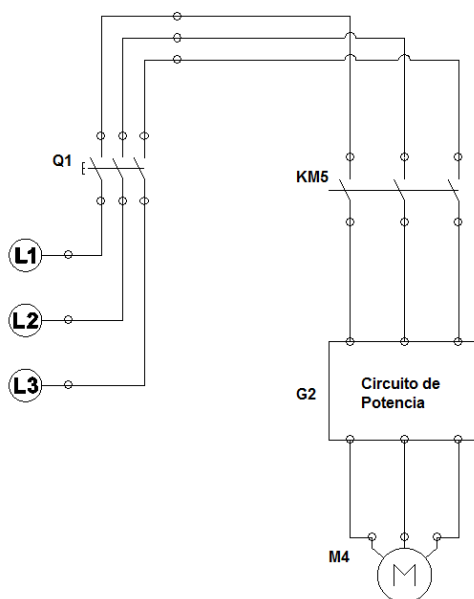 Q1
KM5
L1
L2
L3
G2
Circuito de
Potencia
M4
M